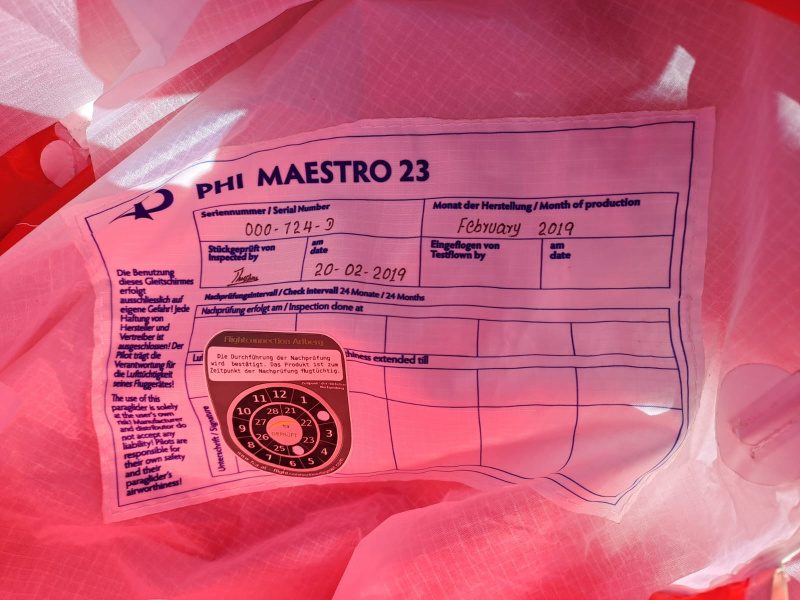 PHI MAESTRO 23
Seriennummer / Serial Number
000-724-D
Monat der Herstellung / Month of production
February 2019
Stückgeprüft von
Inspected by
am
date
20-02-2019
Eingeflogen von
Testflown by
am
date
Nachprüfungsintervall / Check intervall 24 Monate / 24 Months
Nachprüfung erfolgt am / Inspection done at
Luf
thiness extended till
Unterschrift / Signature
Die Benutzung
dieses Gleitschirmes
erfolgt
ausschliesslich auf
eigene Gefahr! Jede
Haftung von
Hersteller und
Vertreiber ist
ausgeschlossen! Der
Pilot trägt die
Verantwortung für
die Lufttüchtigkeit
seines Fluggerätes!
The use of this
paraglider is solely
at the user's own
risk! Manufacturer
and distributor do
not accept any
liability! Pilots are
responsible for
their own safety
and their
paraglider's
airworthiness!
Flightconnection Arlberg
Die Durchführung der Nachprüfung
wird bestätigt. Das Produkt ist zum
Zeitpunkt der Nachprüfung flugtüchtig.
11 12 1
10 28 21
9 27 22 3
8 26 23 4
7 25 5
6